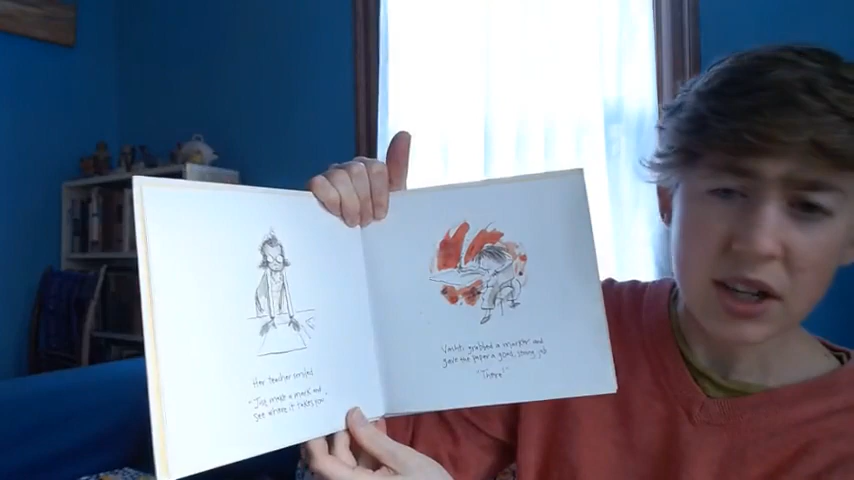 Her teacher smiled.
"Just make a mark and
see where it takes you."
Vashti grabbed a marker and
gave the paper a good, strong jab.
"There!"